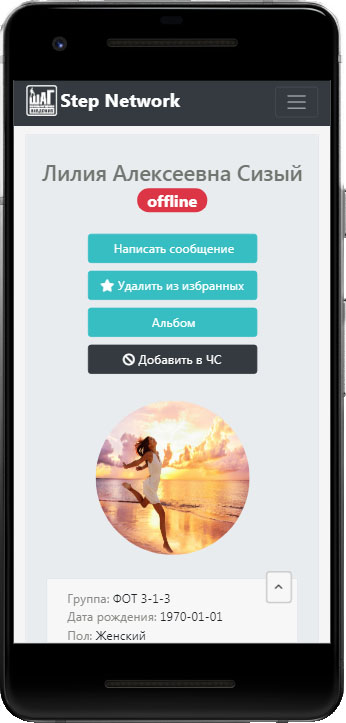 ШАГ
Step Network
Лилия Алексеевна Сизый
offline
Написать сообщение
Удалить из избранных
Альбом
Добавить в ЧС
Группа: ФОТ 3-1-3
Дата рождения: 1970-01-01
Пол: Женский